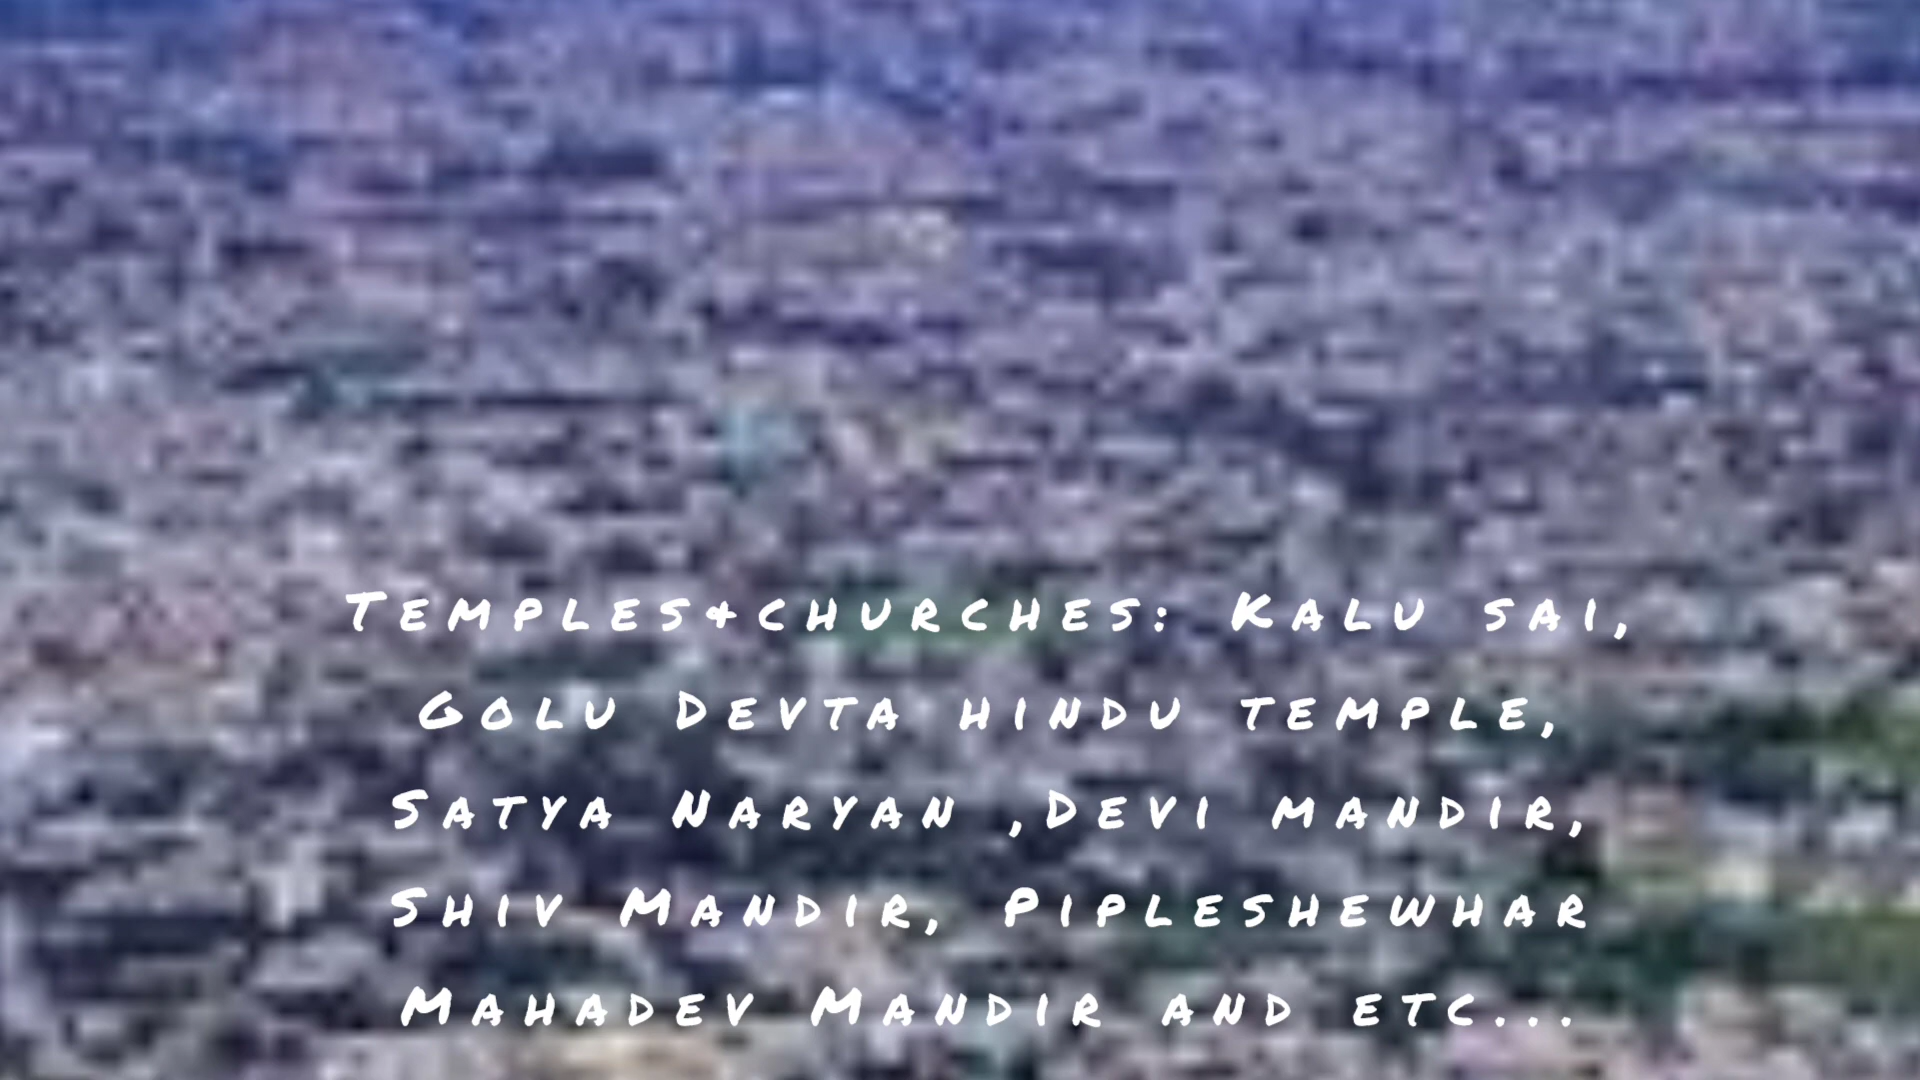 Temples&churches: Kalu sai,
Golu Devta hindu temple,
Satya Naryan ,Devi mandir,
Shiv Mandir, Pipleshewhar
Mahadev Mandir and etc...